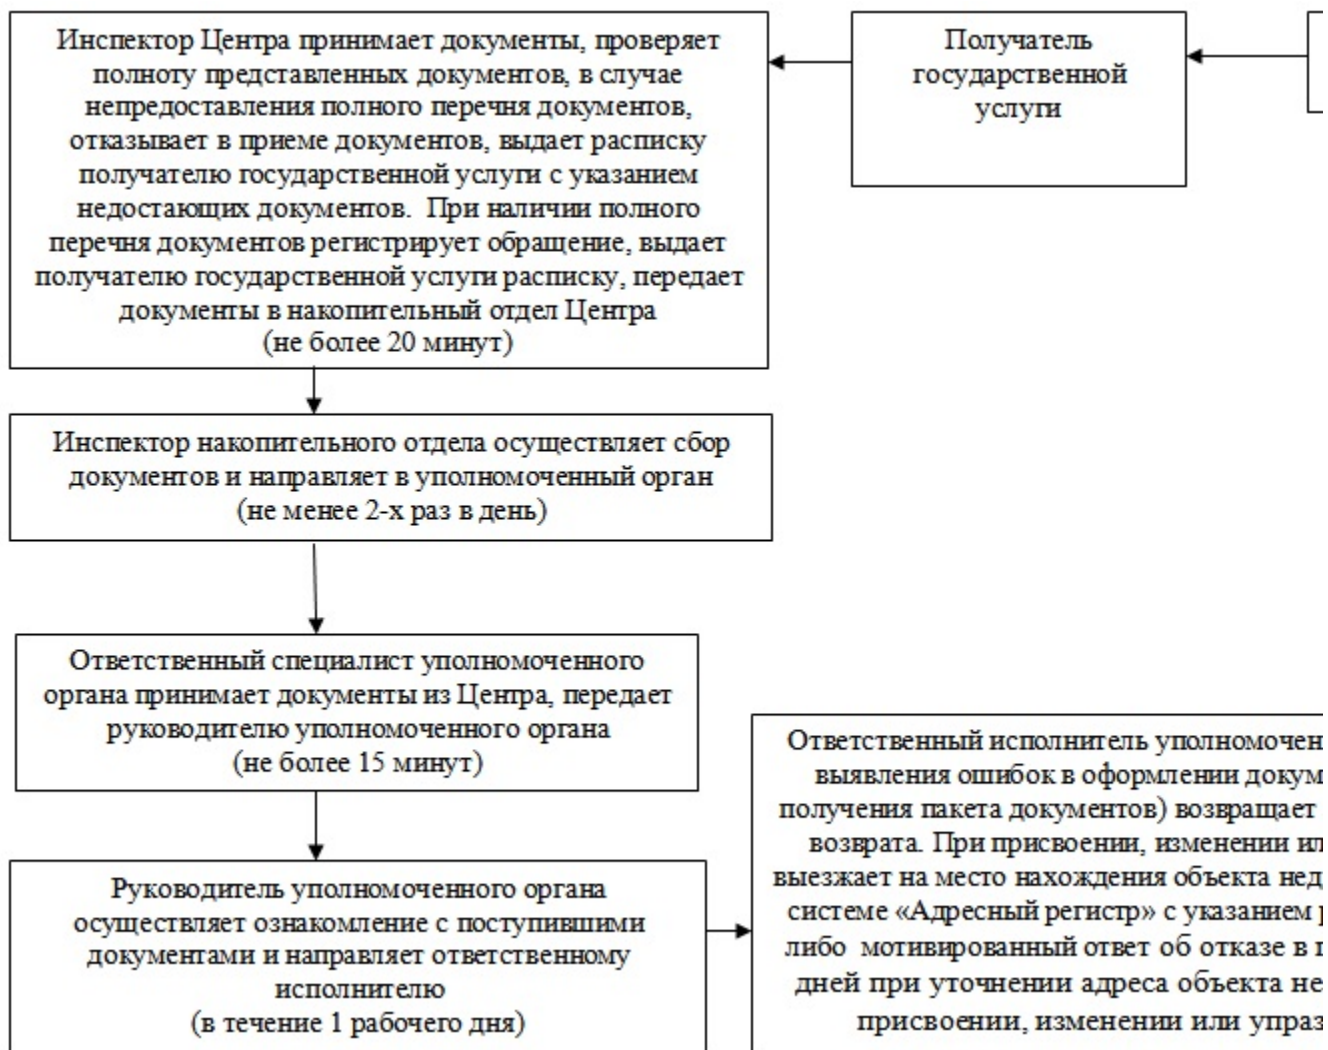 Инспектор Центра принимает документы, проверяет
полноту представленных документов, в случае
непредоставления полного перечня документов,
отказывает в приеме документов, выдает расписку
получателю государственной услуги с указанием
недостающих документов. При наличии полного
перечня документов регистрирует обращение, выдает
получателю государственной услуги расписку, передает
документы в накопительный отдел Центра
(не более 20 минут)
Получатель
государственной
услуги
Инспектор накопительного отдела осуществляет сбор
документов и направляет в уполномоченный орган
(не менее 2-х раз в день)
Ответственный специалист уполномоченного
органа принимает документы из Центра, передает
руководителю уполномоченного органа
(не более 15 минут)
Руководитель уполномоченного органа
осуществляет ознакомление с поступившими
документами и направляет ответственному
исполнителю
(в течение 1 рабочего дня)
Ответственный исполнитель
выявления ошибок в оформлении
получения пакета документов) возвращает
возврата. При присвоении, изменении
выезжает на место нахождения объекта
системе «Адресный регистр» с указанием
либо мотивированный ответ об отказе в
дней при уточнении адреса объекта
присвоении, изменении или